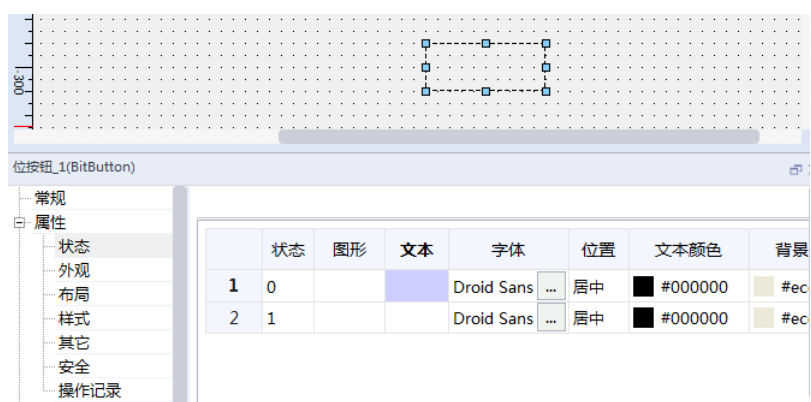 -300
位按钮_1(BitButton)
常规
属性
状态
外观
布局
样式
其它
安全
操作记录
状态 图形 文本 字体 位置 文本颜色 背景
1 0 Droid Sans ... 居中 #000000 #ec
2 1 Droid Sans ... 居中 #000000 #ec